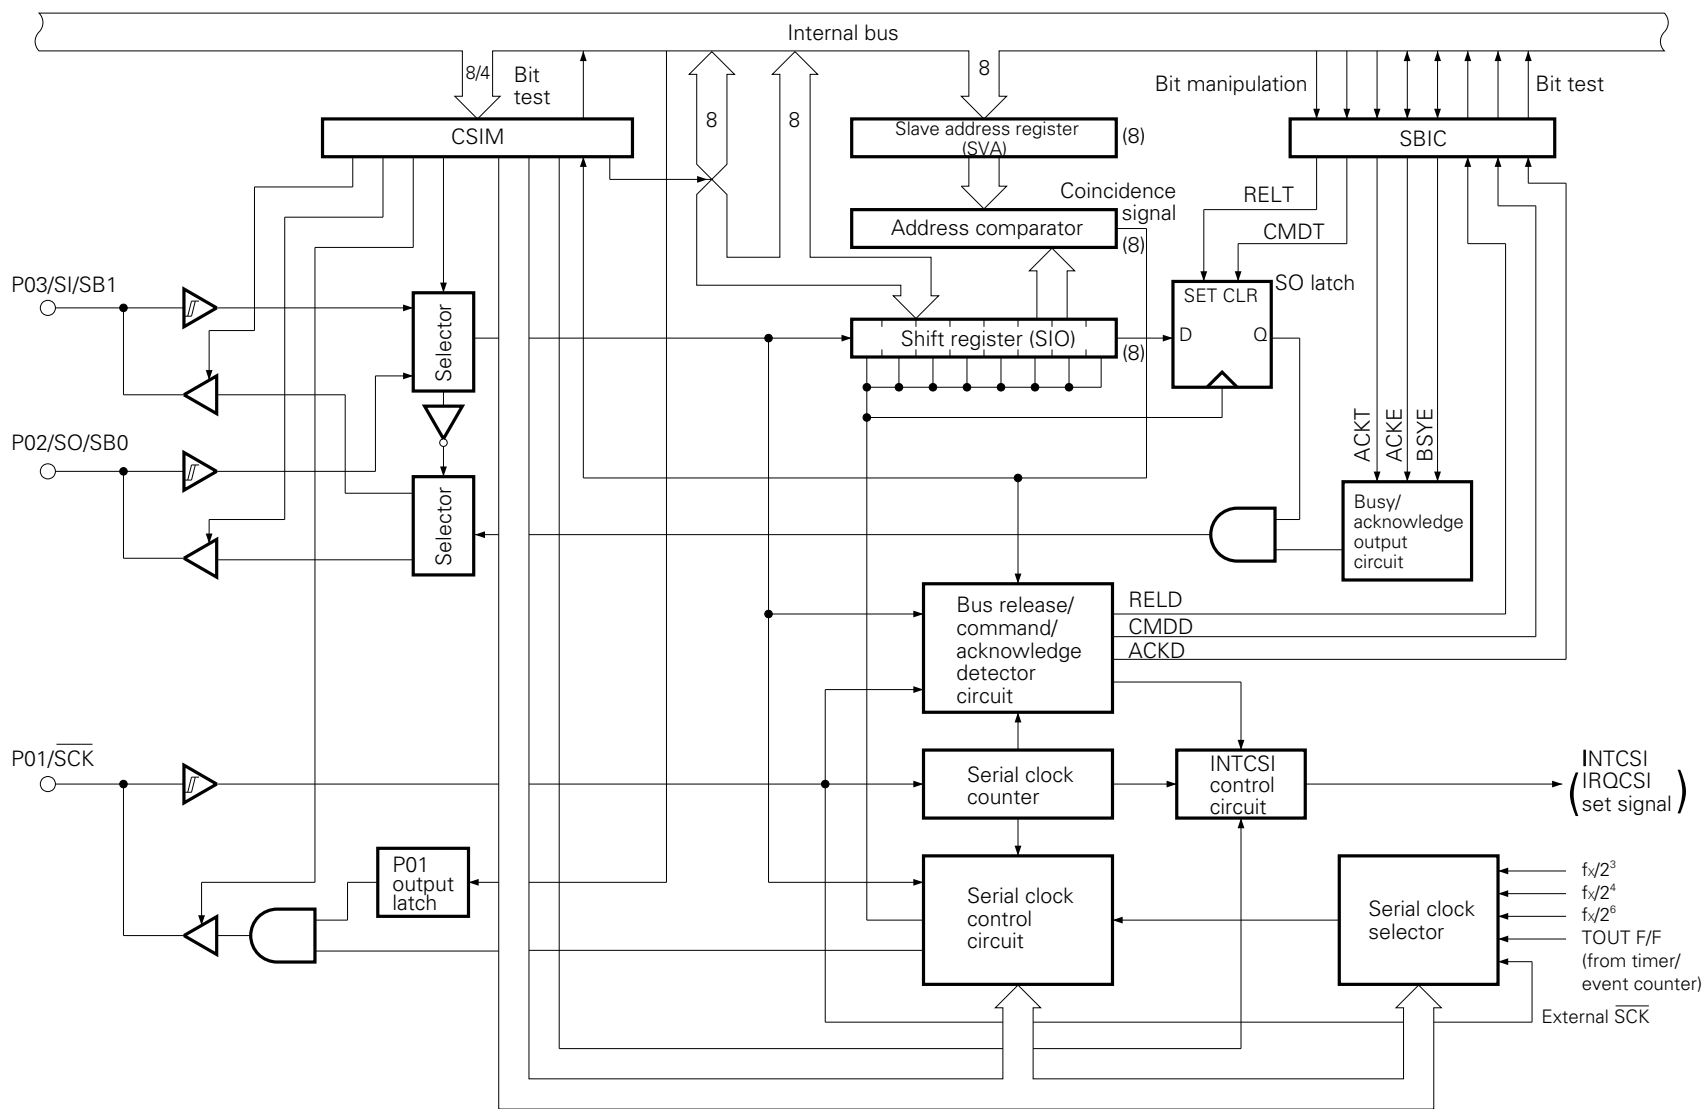 Internal bus
8/4
Bit
test
8
8
8
Bit manipulation
Bit test
CSIM
Slave address register
(SVA)
(8)
SBIC
Coincidence
signal
RELT
Address comparator
(8)
CMDT
P03/SI/SB1
SO latch
SET CLR
Selector
Shift register (SIO)
(8)
D
Q
ACKT
ACKE
BSYE
P02/SO/SB0
Selector
Busy/
acknowledge
output
circuit
Bus release/
command/
acknowledge
detector
circuit
RELD
CMDD
ACKD
P01/S̅C̅K̅
Serial clock
counter
INTCSI
control
circuit
INTCSI
(IRQCSI
set signal)
P01
output
latch
Serial clock
control
circuit
Serial clock
selector
fX/2³
fX/2⁴
fX/2⁶
TOUT F/F
(from timer/
event counter)
External S̅C̅K̅